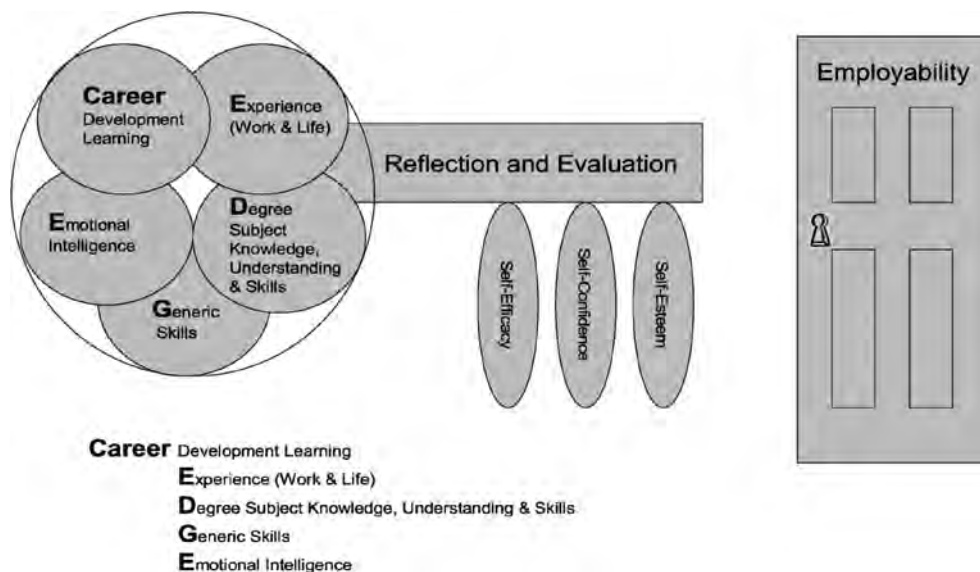 Career
Development
Learning
Experience
(Work & Life)
Emotional
Intelligence
Degree
Subject
Knowledge,
Understanding
& Skills
Generic
Skills
Reflection and Evaluation
Self-Efficacy
Self-Confidence
Self-Esteem
Employability
Career Development Learning
Experience (Work & Life)
Degree Subject Knowledge, Understanding & Skills
Generic Skills
Emotional Intelligence